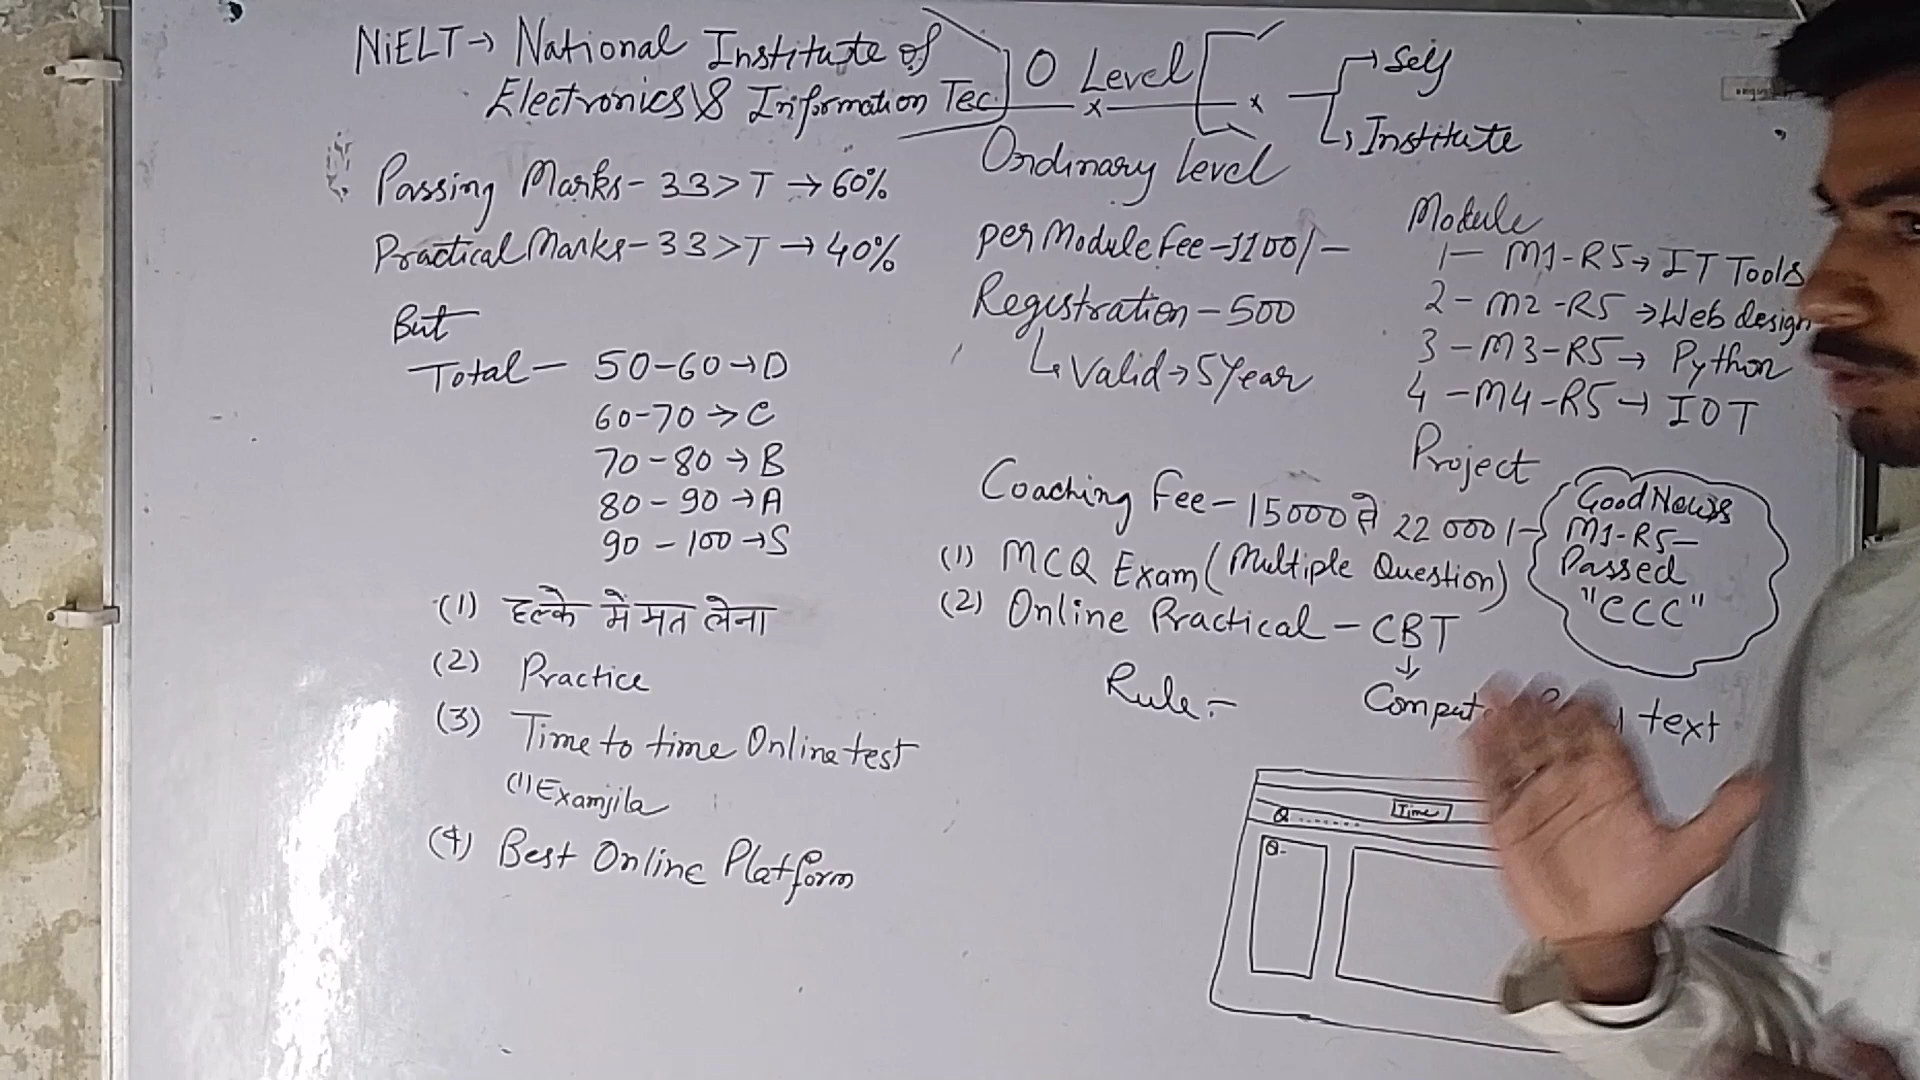 NiELT → National Institute of
Electronics & Information Tec.
O Level
Ordinary level
→ Self
↳ Institute
Passing Marks - 33 > T → 60%
Practical Marks - 33 > T → 40%
But
Total - 50-60 → D
60-70 → C
70-80 → B
80-90 → A
90-100 → S
(1) हल्के मे मत लेना
(2) Practice
(3) Time to time Online test
(1) Examjila
(4) Best Online Platform
per Module Fee - 1100/-
Registration - 500
↳ Valid → 5 Year
Module
1 - M1-R5 → IT Tools
2 - M2-R5 → Web design
3 - M3-R5 → Python
4 - M4-R5 → IOT
Project
Coaching Fee - 15000 से 22000/-
(1) MCQ Exam (Multiple Question)
(2) Online Practical - CBT
↓
text
Rule :-
Good News
M1-R5 -
Passed
"CCC"
Time
Q.......
Q.